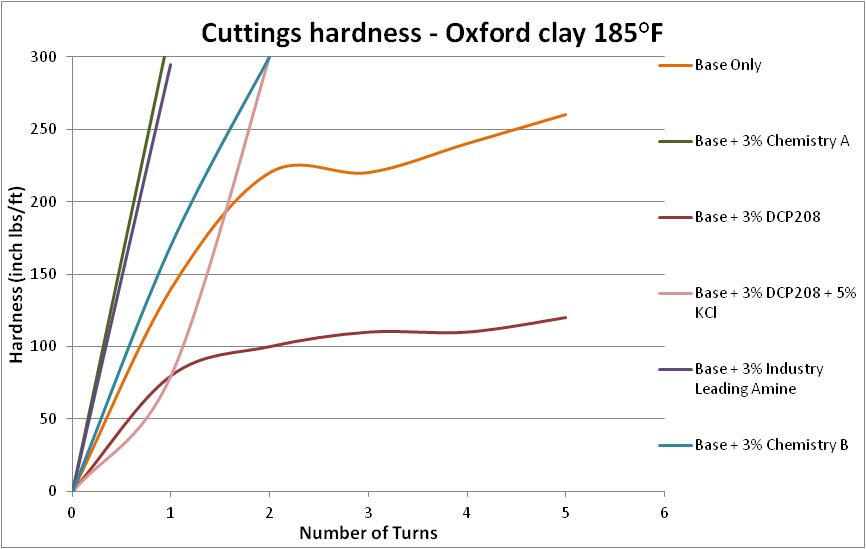 Cuttings hardness - Oxford clay 185°F
300
250
200
150
100
50
0
Hardness (inch lbs/ft)
0 1 2 3 4 5 6
Number of Turns
Base Only
Base + 3% Chemistry A
Base + 3% DCP208
Base + 3% DCP208 + 5%
KCl
Base + 3% Industry
Leading Amine
Base + 3% Chemistry B